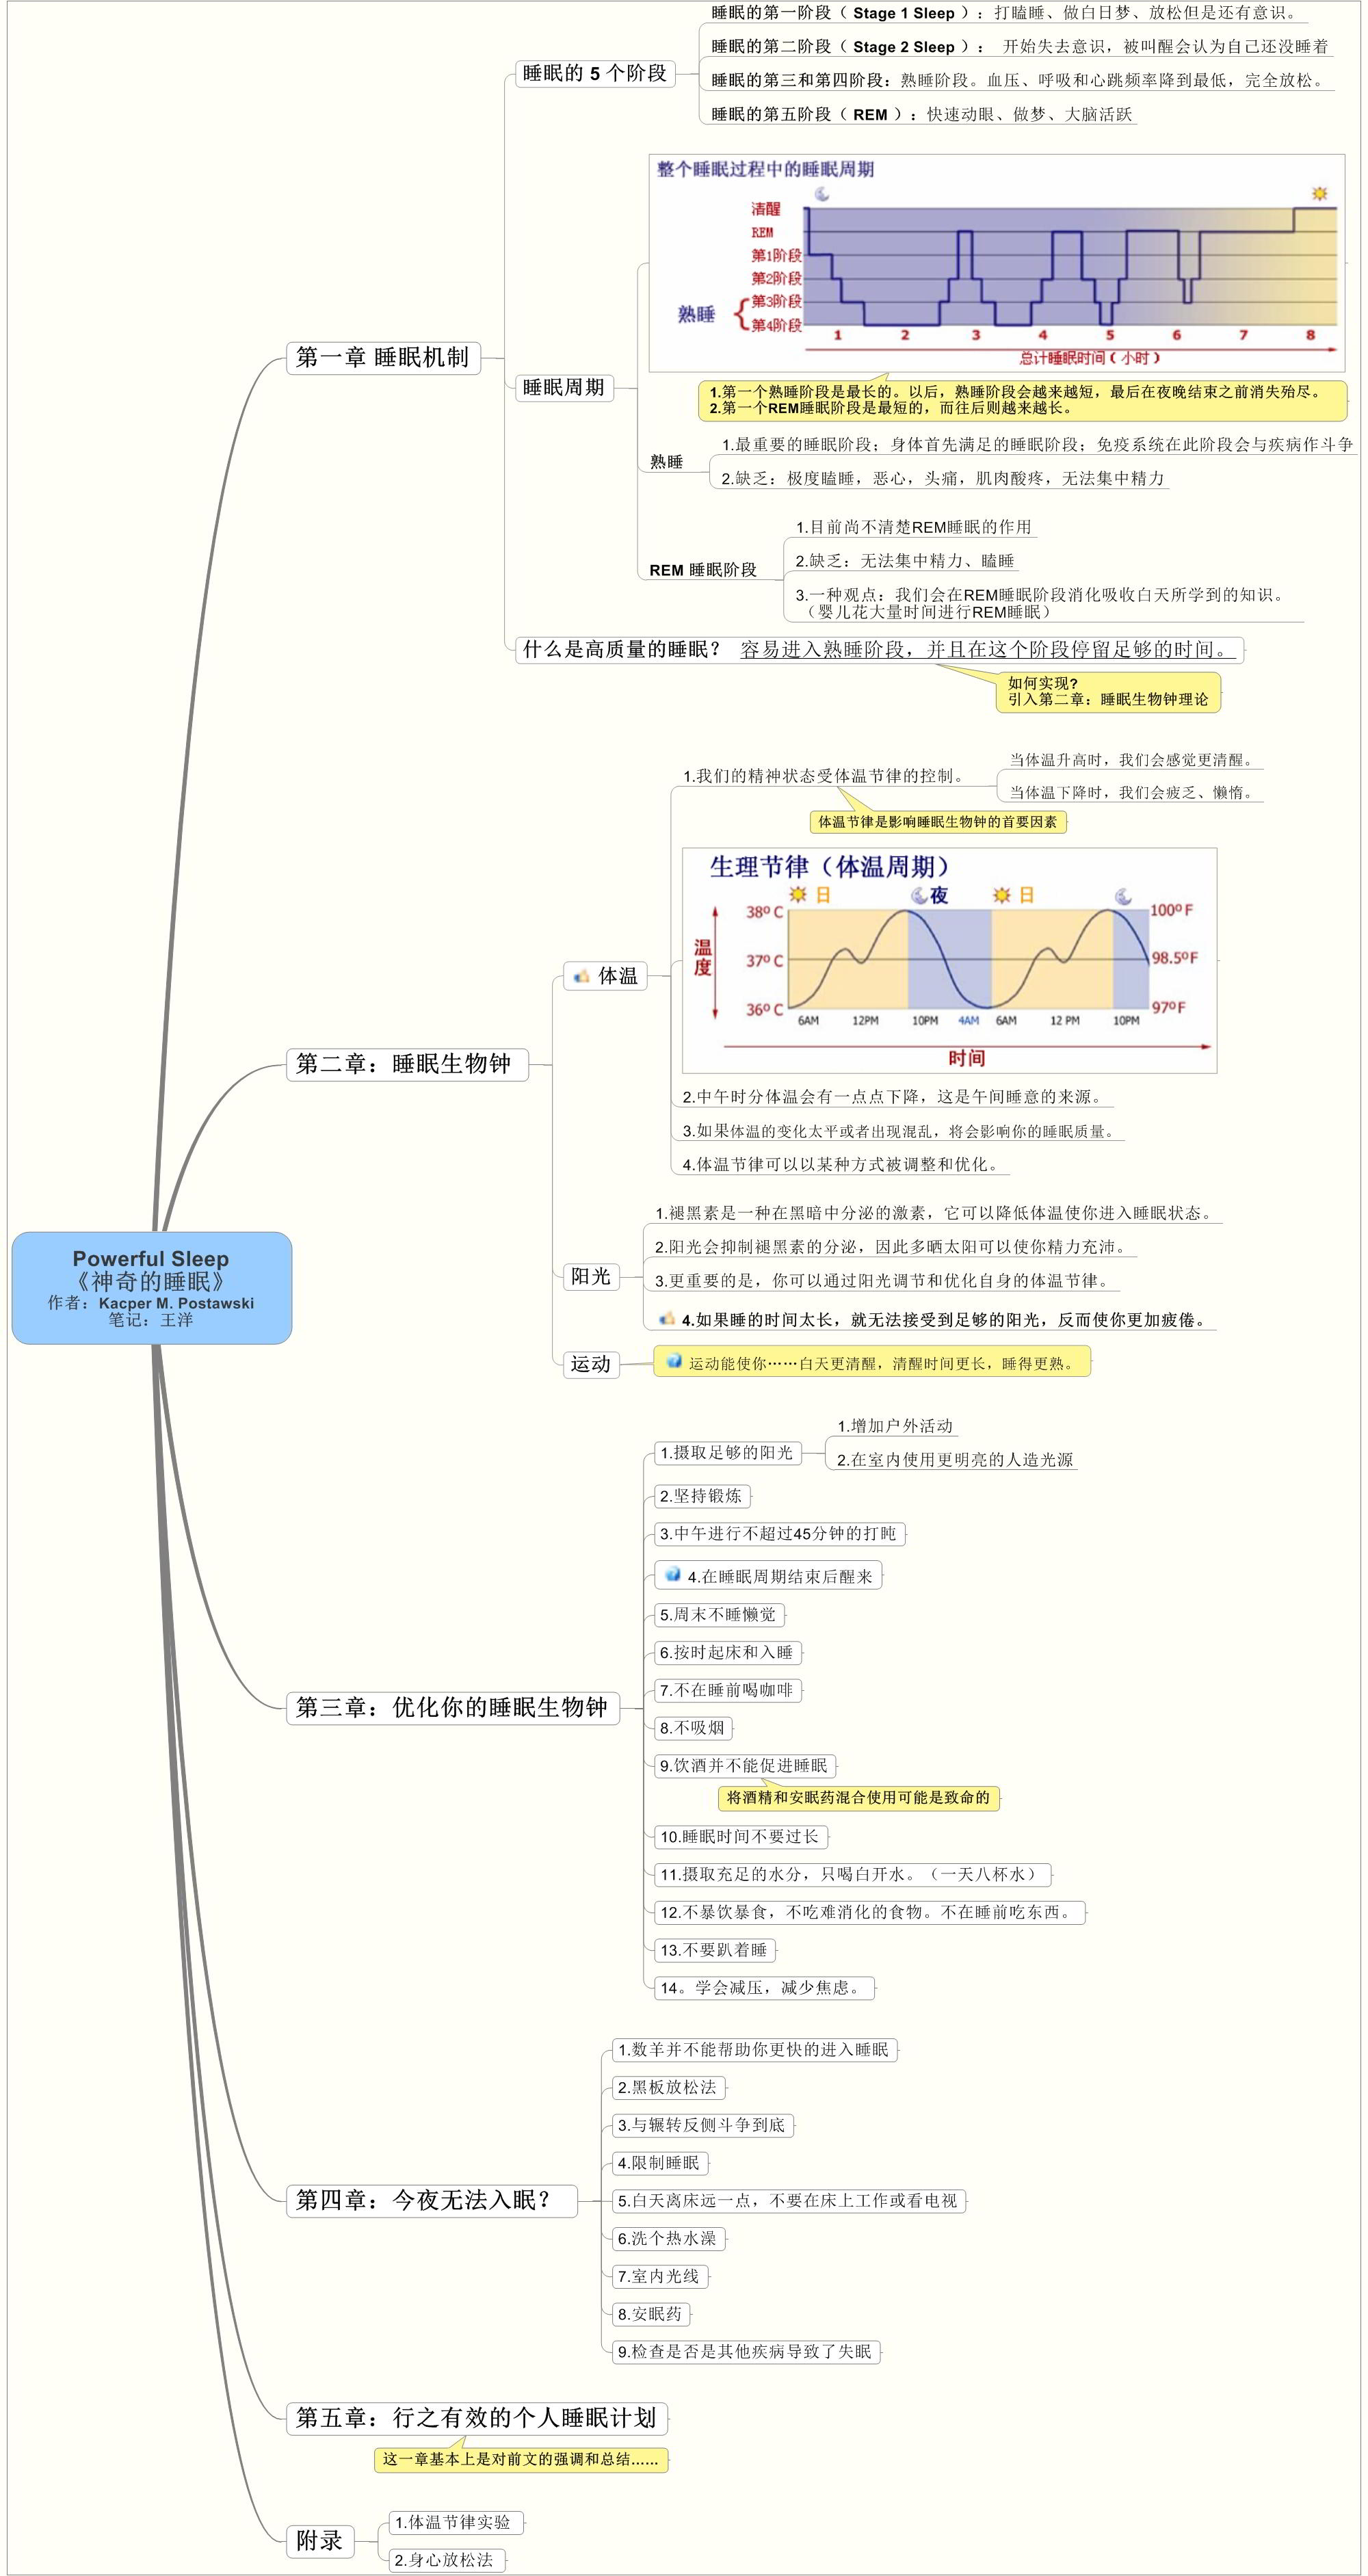 Powerful Sleep
《神奇的睡眠》
作者：Kacper M. Postawski
笔记：王洋
第一章 睡眠机制
睡眠的 5 个阶段
睡眠的第一阶段（ Stage 1 Sleep ）：打瞌睡、做白日梦、放松但是还有意识。
睡眠的第二阶段（ Stage 2 Sleep ）： 开始失去意识，被叫醒会认为自己还没睡着
睡眠的第三和第四阶段：熟睡阶段。血压、呼吸和心跳频率降到最低，完全放松。
睡眠的第五阶段（ REM ）：快速动眼、做梦、大脑活跃
睡眠周期
整个睡眠过程中的睡眠周期
清醒
REM
第1阶段
第2阶段
第3阶段
第4阶段
熟睡
1 2 3 4 5 6 7 8
总计睡眠时间（小时）
1.第一个熟睡阶段是最长的。以后，熟睡阶段会越来越短，最后在夜晚结束之前消失殆尽。
2.第一个REM睡眠阶段是最短的，而往后则越来越长。
熟睡
1.最重要的睡眠阶段；身体首先满足的睡眠阶段；免疫系统在此阶段会与疾病作斗争
2.缺乏：极度瞌睡，恶心，头痛，肌肉酸疼，无法集中精力
REM 睡眠阶段
1.目前尚不清楚REM睡眠的作用
2.缺乏：无法集中精力、瞌睡
3.一种观点：我们会在REM睡眠阶段消化吸收白天所学到的知识。
（婴儿花大量时间进行REM睡眠）
什么是高质量的睡眠？ 容易进入熟睡阶段，并且在这个阶段停留足够的时间。
如何实现?
引入第二章：睡眠生物钟理论
第二章：睡眠生物钟
体温
1.我们的精神状态受体温节律的控制。
当体温升高时，我们会感觉更清醒。
当体温下降时，我们会疲乏、懒惰。
体温节律是影响睡眠生物钟的首要因素
生理节律（体温周期）
日 夜 日
38º C 100º F
温度
37º C 98.5ºF
36º C 97ºF
6AM 12PM 10PM 4AM 6AM 12 PM 10PM
时间
2.中午时分体温会有一点点下降，这是午间睡意的来源。
3.如果体温的变化太平或者出现混乱，将会影响你的睡眠质量。
4.体温节律可以以某种方式被调整和优化。
阳光
1.褪黑素是一种在黑暗中分泌的激素，它可以降低体温使你进入睡眠状态。
2.阳光会抑制褪黑素的分泌，因此多晒太阳可以使你精力充沛。
3.更重要的是，你可以通过阳光调节和优化自身的体温节律。
4.如果睡的时间太长，就无法接受到足够的阳光，反而使你更加疲倦。
运动
运动能使你……白天更清醒，清醒时间更长，睡得更熟。
第三章：优化你的睡眠生物钟
1.摄取足够的阳光
1.增加户外活动
2.在室内使用更明亮的人造光源
2.坚持锻炼
3.中午进行不超过45分钟的打盹
4.在睡眠周期结束后醒来
5.周末不睡懒觉
6.按时起床和入睡
7.不在睡前喝咖啡
8.不吸烟
9.饮酒并不能促进睡眠
将酒精和安眠药混合使用可能是致命的
10.睡眠时间不要过长
11.摄取充足的水分，只喝白开水。（一天八杯水）
12.不暴饮暴食，不吃难消化的食物。不在睡前吃东西。
13.不要趴着睡
14。学会减压，减少焦虑。
第四章：今夜无法入眠？
1.数羊并不能帮助你更快的进入睡眠
2.黑板放松法
3.与辗转反侧斗争到底
4.限制睡眠
5.白天离床远一点，不要在床上工作或看电视
6.洗个热水澡
7.室内光线
8.安眠药
9.检查是否是其他疾病导致了失眠
第五章：行之有效的个人睡眠计划
这一章基本上是对前文的强调和总结......
附录
1.体温节律实验
2.身心放松法